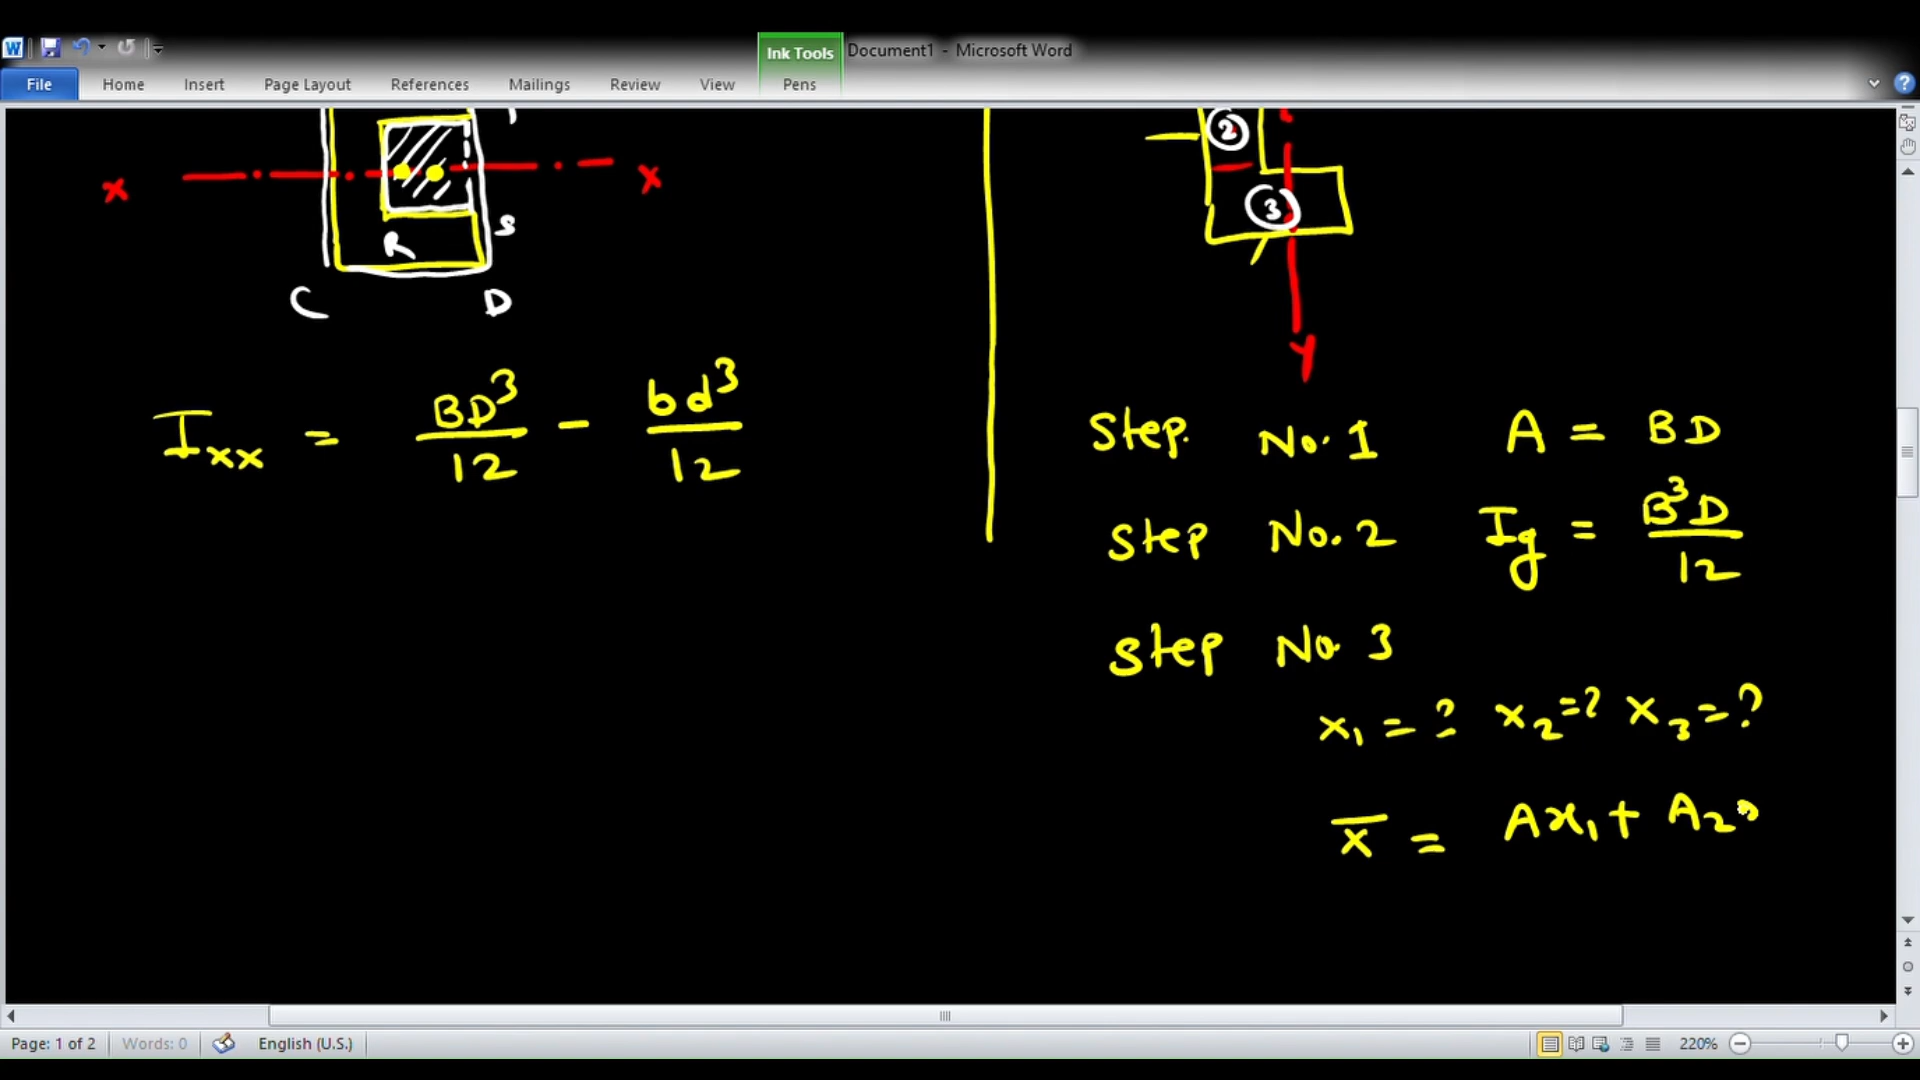 Ink Tools
Document1 - Microsoft Word
File Home Insert Page Layout References Mailings Review View Pens
x x
R S
C D
I_xx = BD³/12 - bd³/12
2
3
Y
Step. No. 1 A = BD
Step No. 2 Ig = B³D/12
Step No 3
x₁ = ? x₂ = ? x₃ = ?
x̅ = Ax₁ + A₂
Page: 1 of 2 Words: 0 English (U.S.) 220%